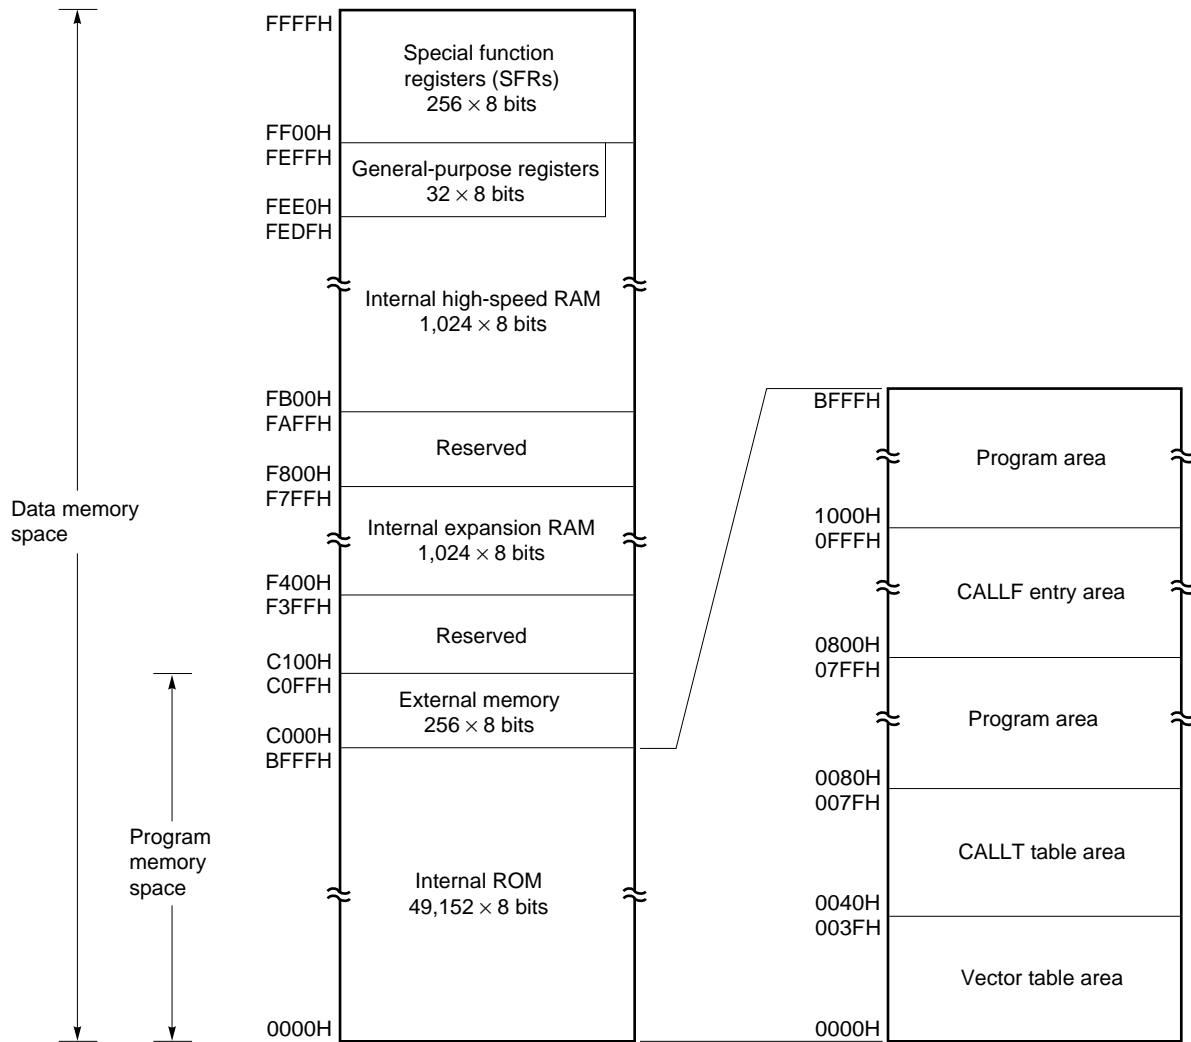 FFFFH
Special function
registers (SFRs)
256 × 8 bits
FF00H
FEFFH
General-purpose registers
32 × 8 bits
FEE0H
FEDFH
Internal high-speed RAM
1,024 × 8 bits
FB00H
FAFFH
Reserved
F800H
F7FFH
Data memory
space
Internal expansion RAM
1,024 × 8 bits
F400H
F3FFH
Reserved
C100H
C0FFH
External memory
256 × 8 bits
C000H
BFFFH
Program
memory
space
Internal ROM
49,152 × 8 bits
0000H
BFFFH
Program area
1000H
0FFFH
CALLF entry area
0800H
07FFH
Program area
0080H
007FH
CALLT table area
0040H
003FH
Vector table area
0000H